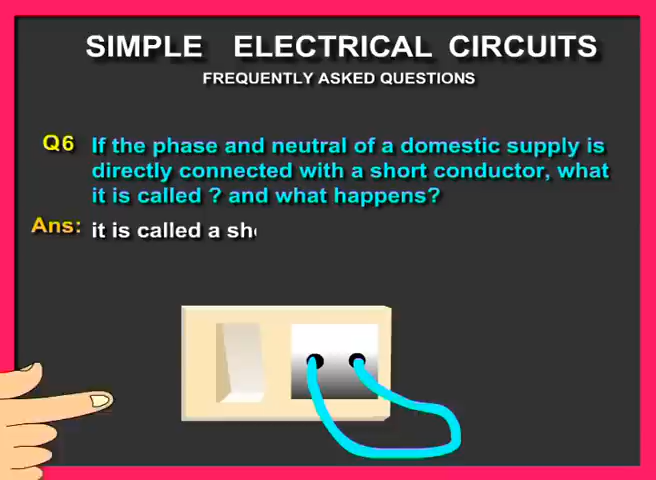 SIMPLE ELECTRICAL CIRCUITS
FREQUENTLY ASKED QUESTIONS
Q6 If the phase and neutral of a domestic supply is
directly connected with a short conductor, what
it is called ? and what happens?
Ans: it is called a sh